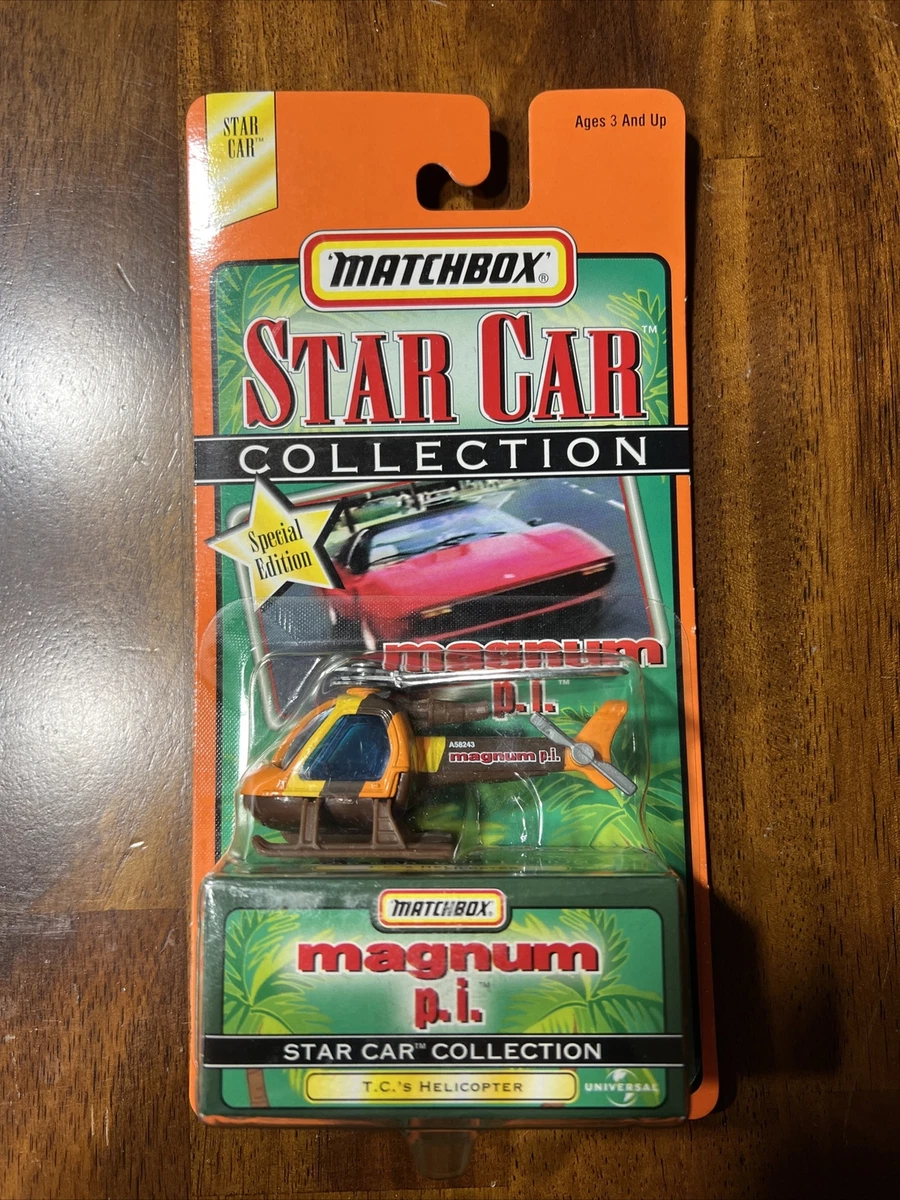 STAR
CAR™
Ages 3 And Up
'MATCHBOX'®
STAR CAR™
COLLECTION
Special
Edition
magnum
p.i.™
A58243
magnum p.i.
MATCHBOX®
magnum
p.i.™
STAR CAR™ COLLECTION
T.C.'S HELICOPTER
UNIVERSAL